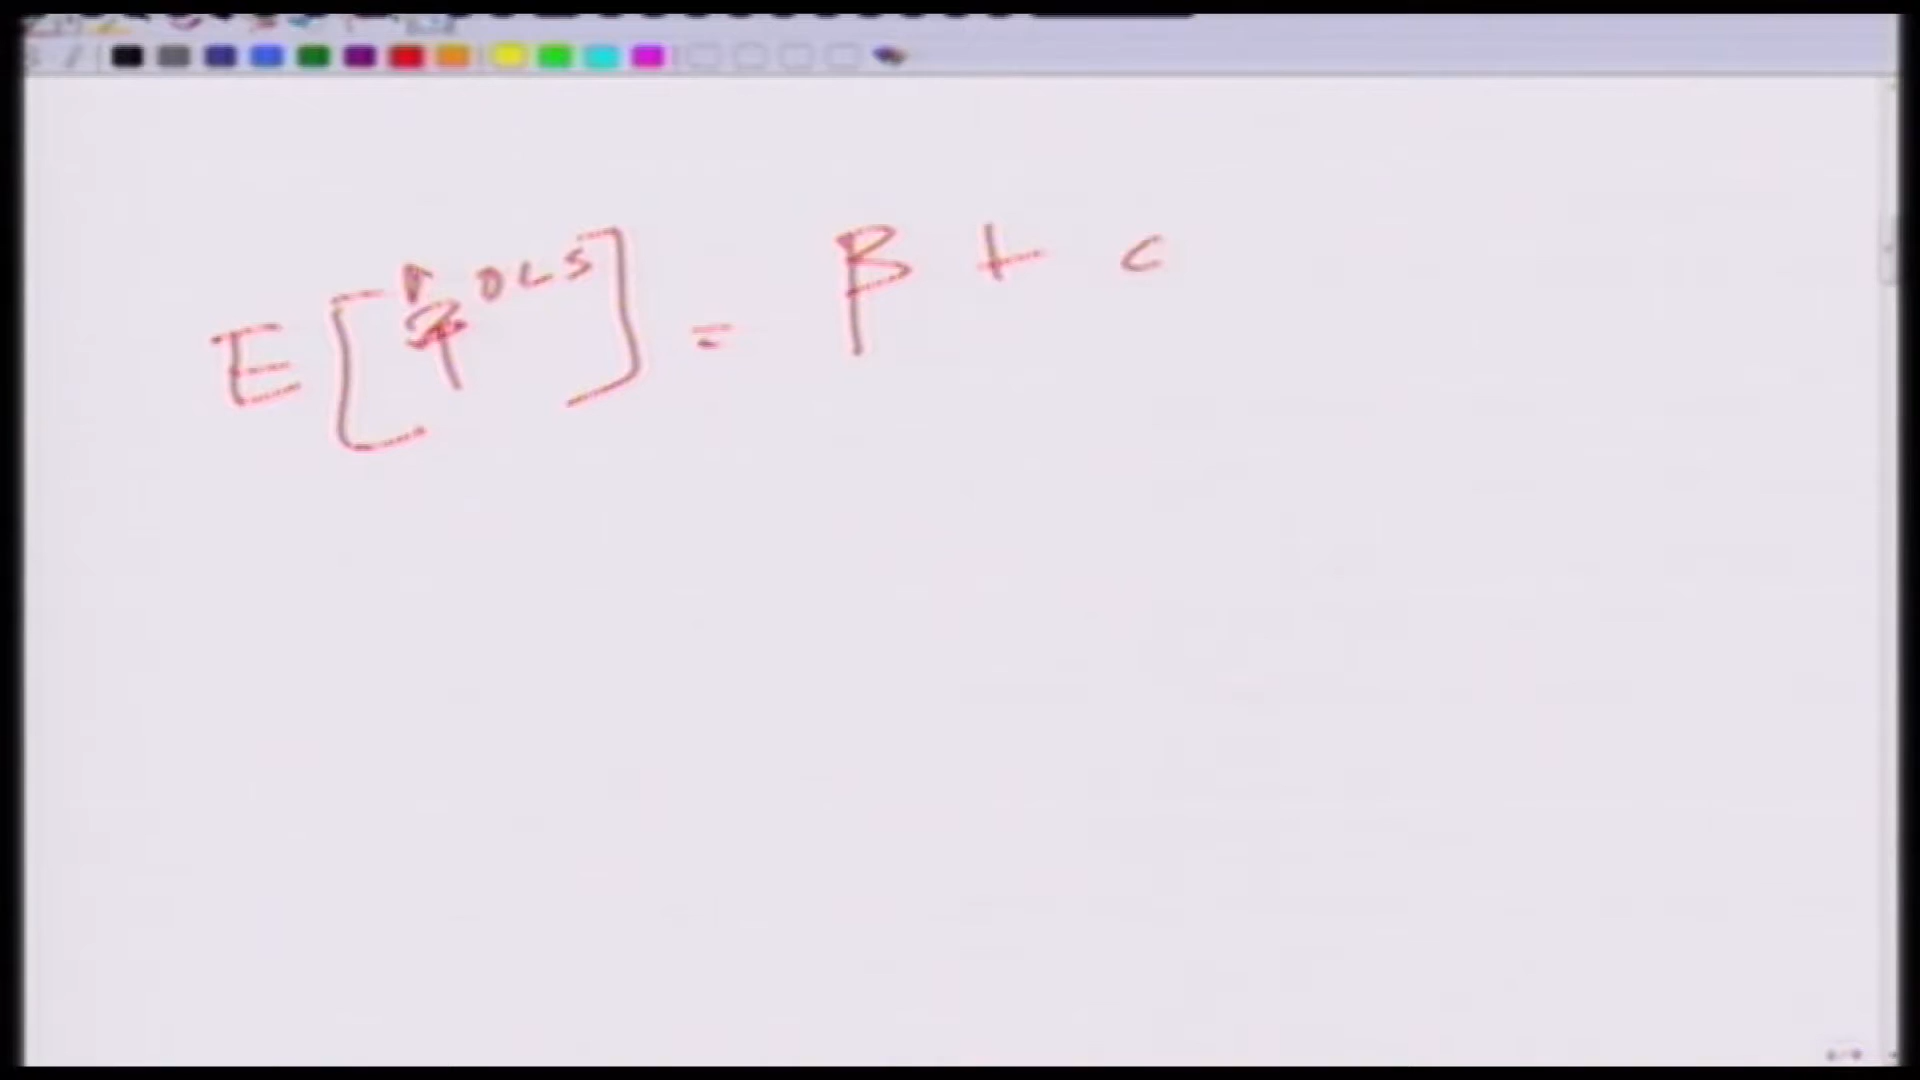 E[β̂^OLS] = β + c